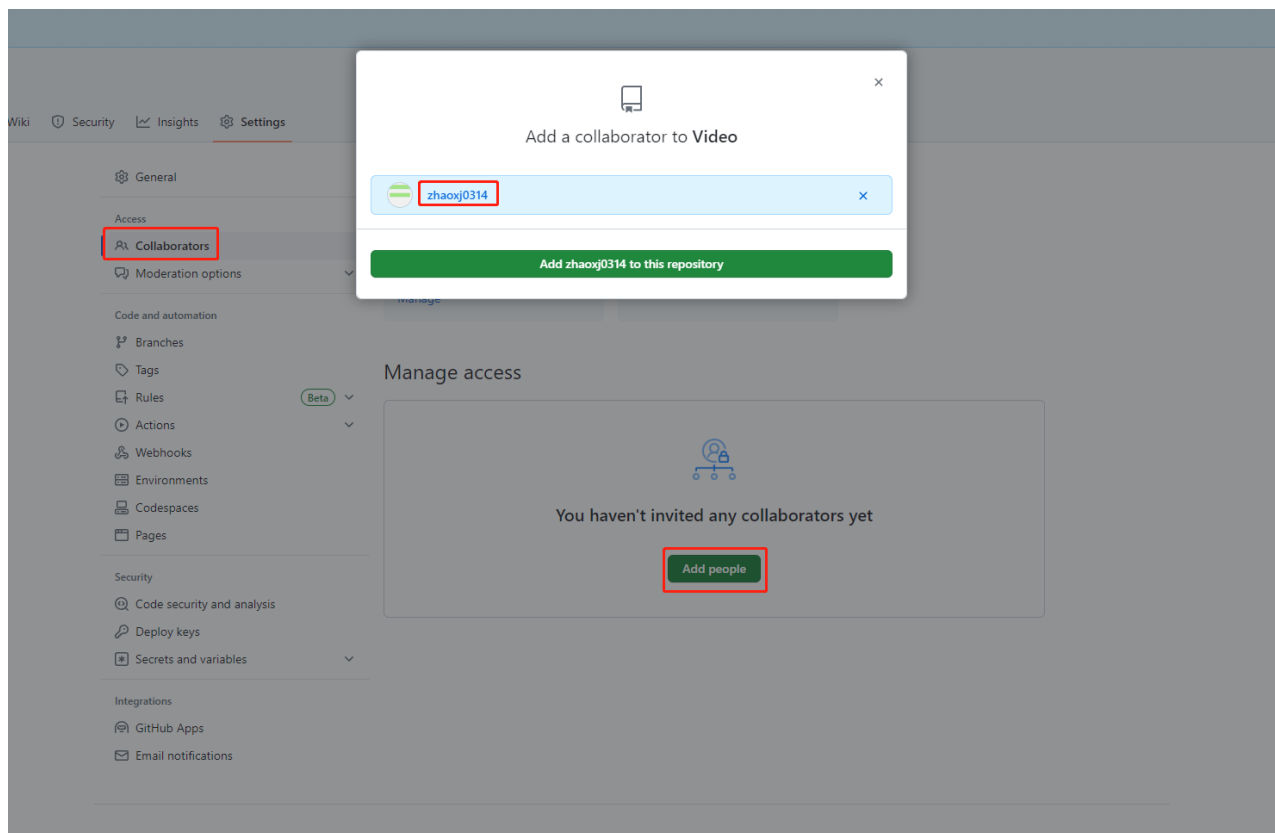 Wiki Security Insights Settings
Add a collaborator to Video
zhaoxj0314
Add zhaoxj0314 to this repository
General
Access
Collaborators
Moderation options
Code and automation
Branches
Tags
Rules Beta
Actions
Webhooks
Environments
Codespaces
Pages
Security
Code security and analysis
Deploy keys
Secrets and variables
Integrations
GitHub Apps
Email notifications
Manage
Manage access
You haven't invited any collaborators yet
Add people